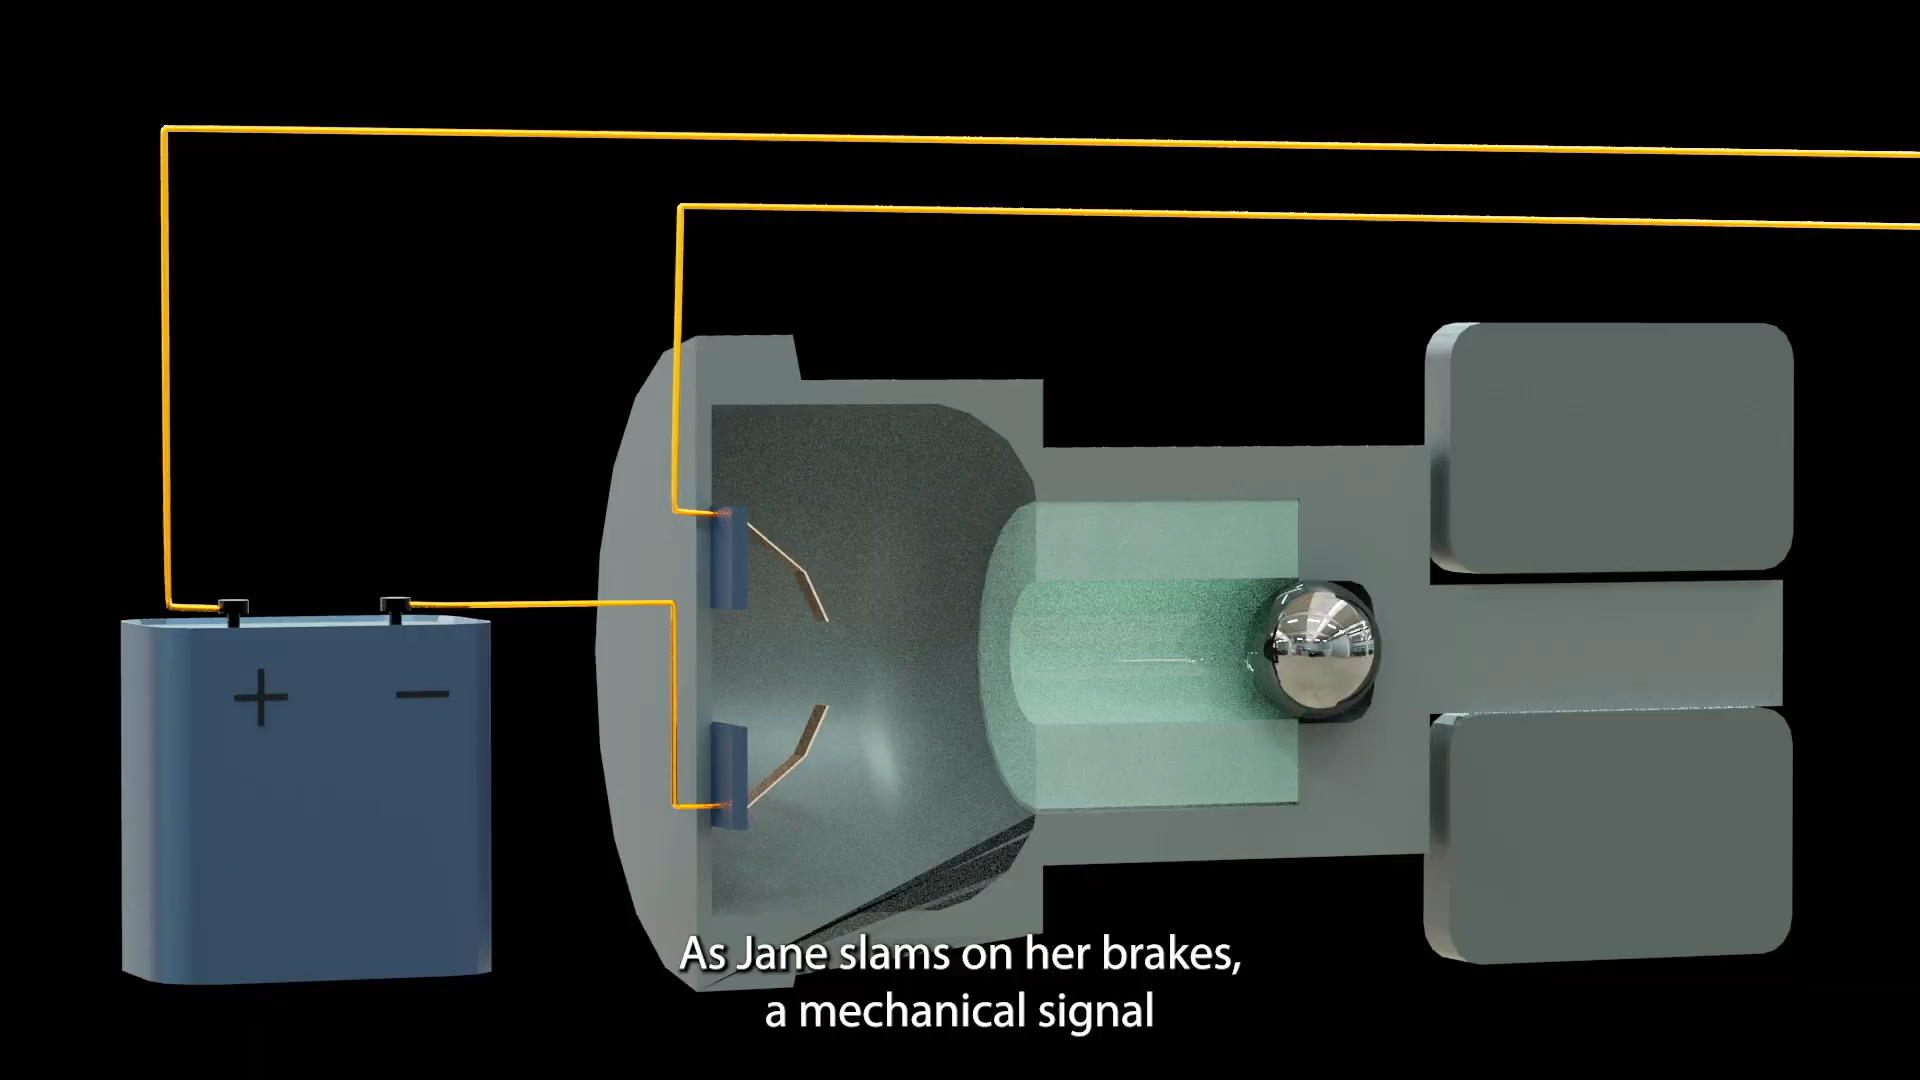 + −
As Jane slams on her brakes,
a mechanical signal